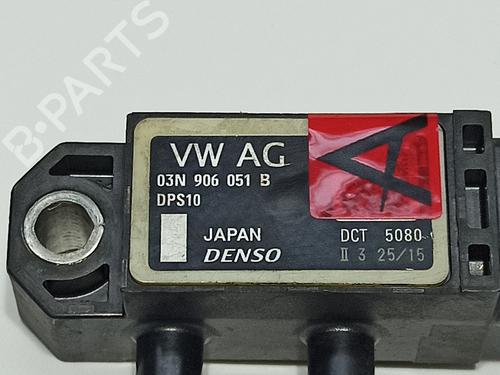 B·PARTS
VW AG
03N 906 051 B
DPS10
A
JAPAN
DCT 5080
DENSO
II 3 25/15